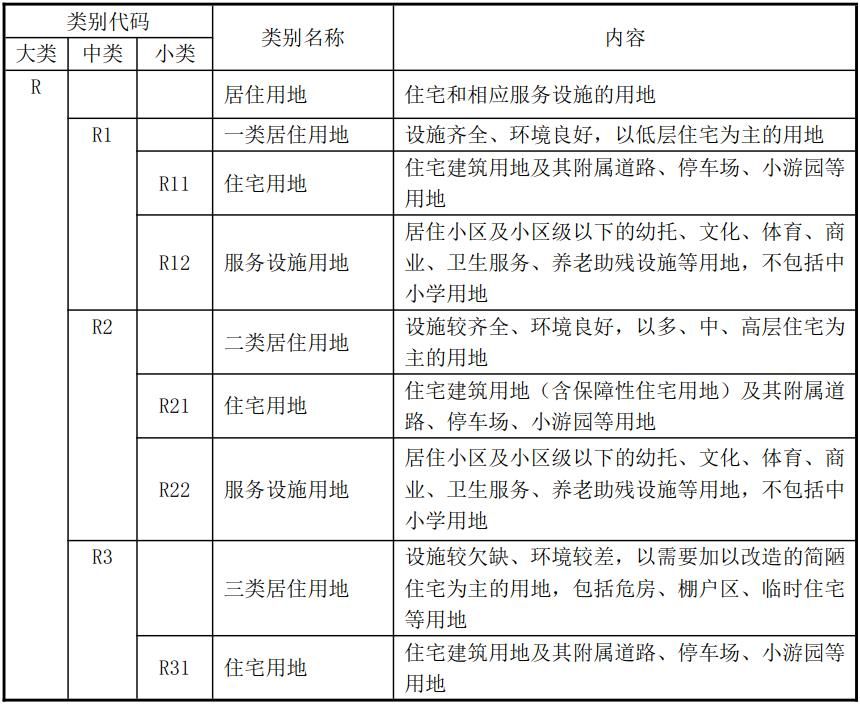 类别代码
类别名称
内容
大类
中类
小类
R
居住用地
住宅和相应服务设施的用地
R1
一类居住用地
设施齐全、环境良好，以低层住宅为主的用地
R11
住宅用地
住宅建筑用地及其附属道路、停车场、小游园等
用地
R12
服务设施用地
居住小区及小区级以下的幼托、文化、体育、商
业、卫生服务、养老助残设施等用地，不包括中
小学用地
R2
二类居住用地
设施较齐全、环境良好，以多、中、高层住宅为
主的用地
R21
住宅用地
住宅建筑用地（含保障性住宅用地）及其附属道
路、停车场、小游园等用地
R22
服务设施用地
居住小区及小区级以下的幼托、文化、体育、商
业、卫生服务、养老助残设施等用地，不包括中
小学用地
R3
三类居住用地
设施较欠缺、环境较差，以需要加以改造的简陋
住宅为主的用地，包括危房、棚户区、临时住宅
等用地
R31
住宅用地
住宅建筑用地及其附属道路、停车场、小游园等
用地